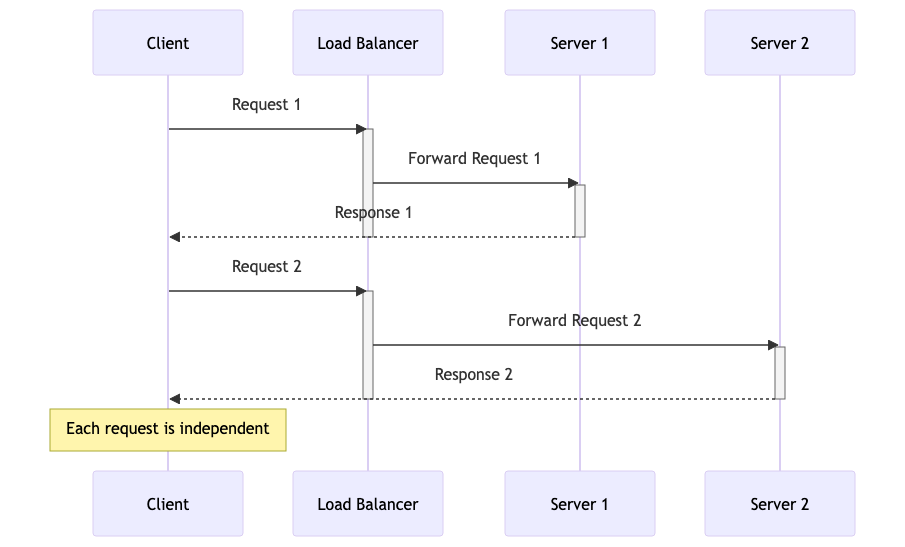 Client
Load Balancer
Server 1
Server 2
Request 1
Forward Request 1
Response 1
Request 2
Forward Request 2
Response 2
Each request is independent
Client
Load Balancer
Server 1
Server 2